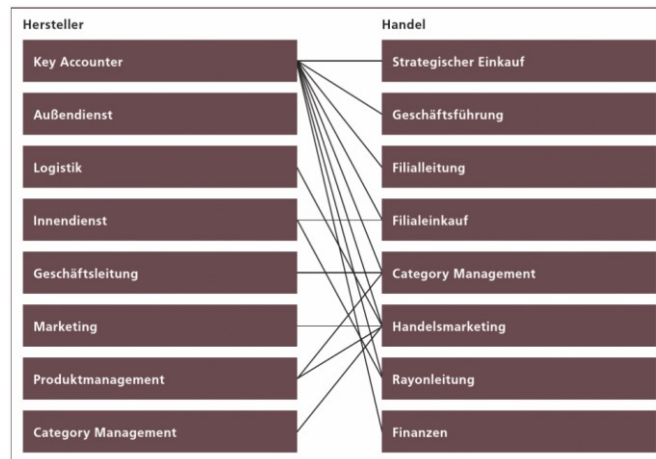 Hersteller
Handel
Key Accounter
Strategischer Einkauf
Außendienst
Geschäftsführung
Logistik
Filialleitung
Innendienst
Filialeinkauf
Geschäftsleitung
Category Management
Marketing
Handelsmarketing
Produktmanagement
Rayonleitung
Category Management
Finanzen